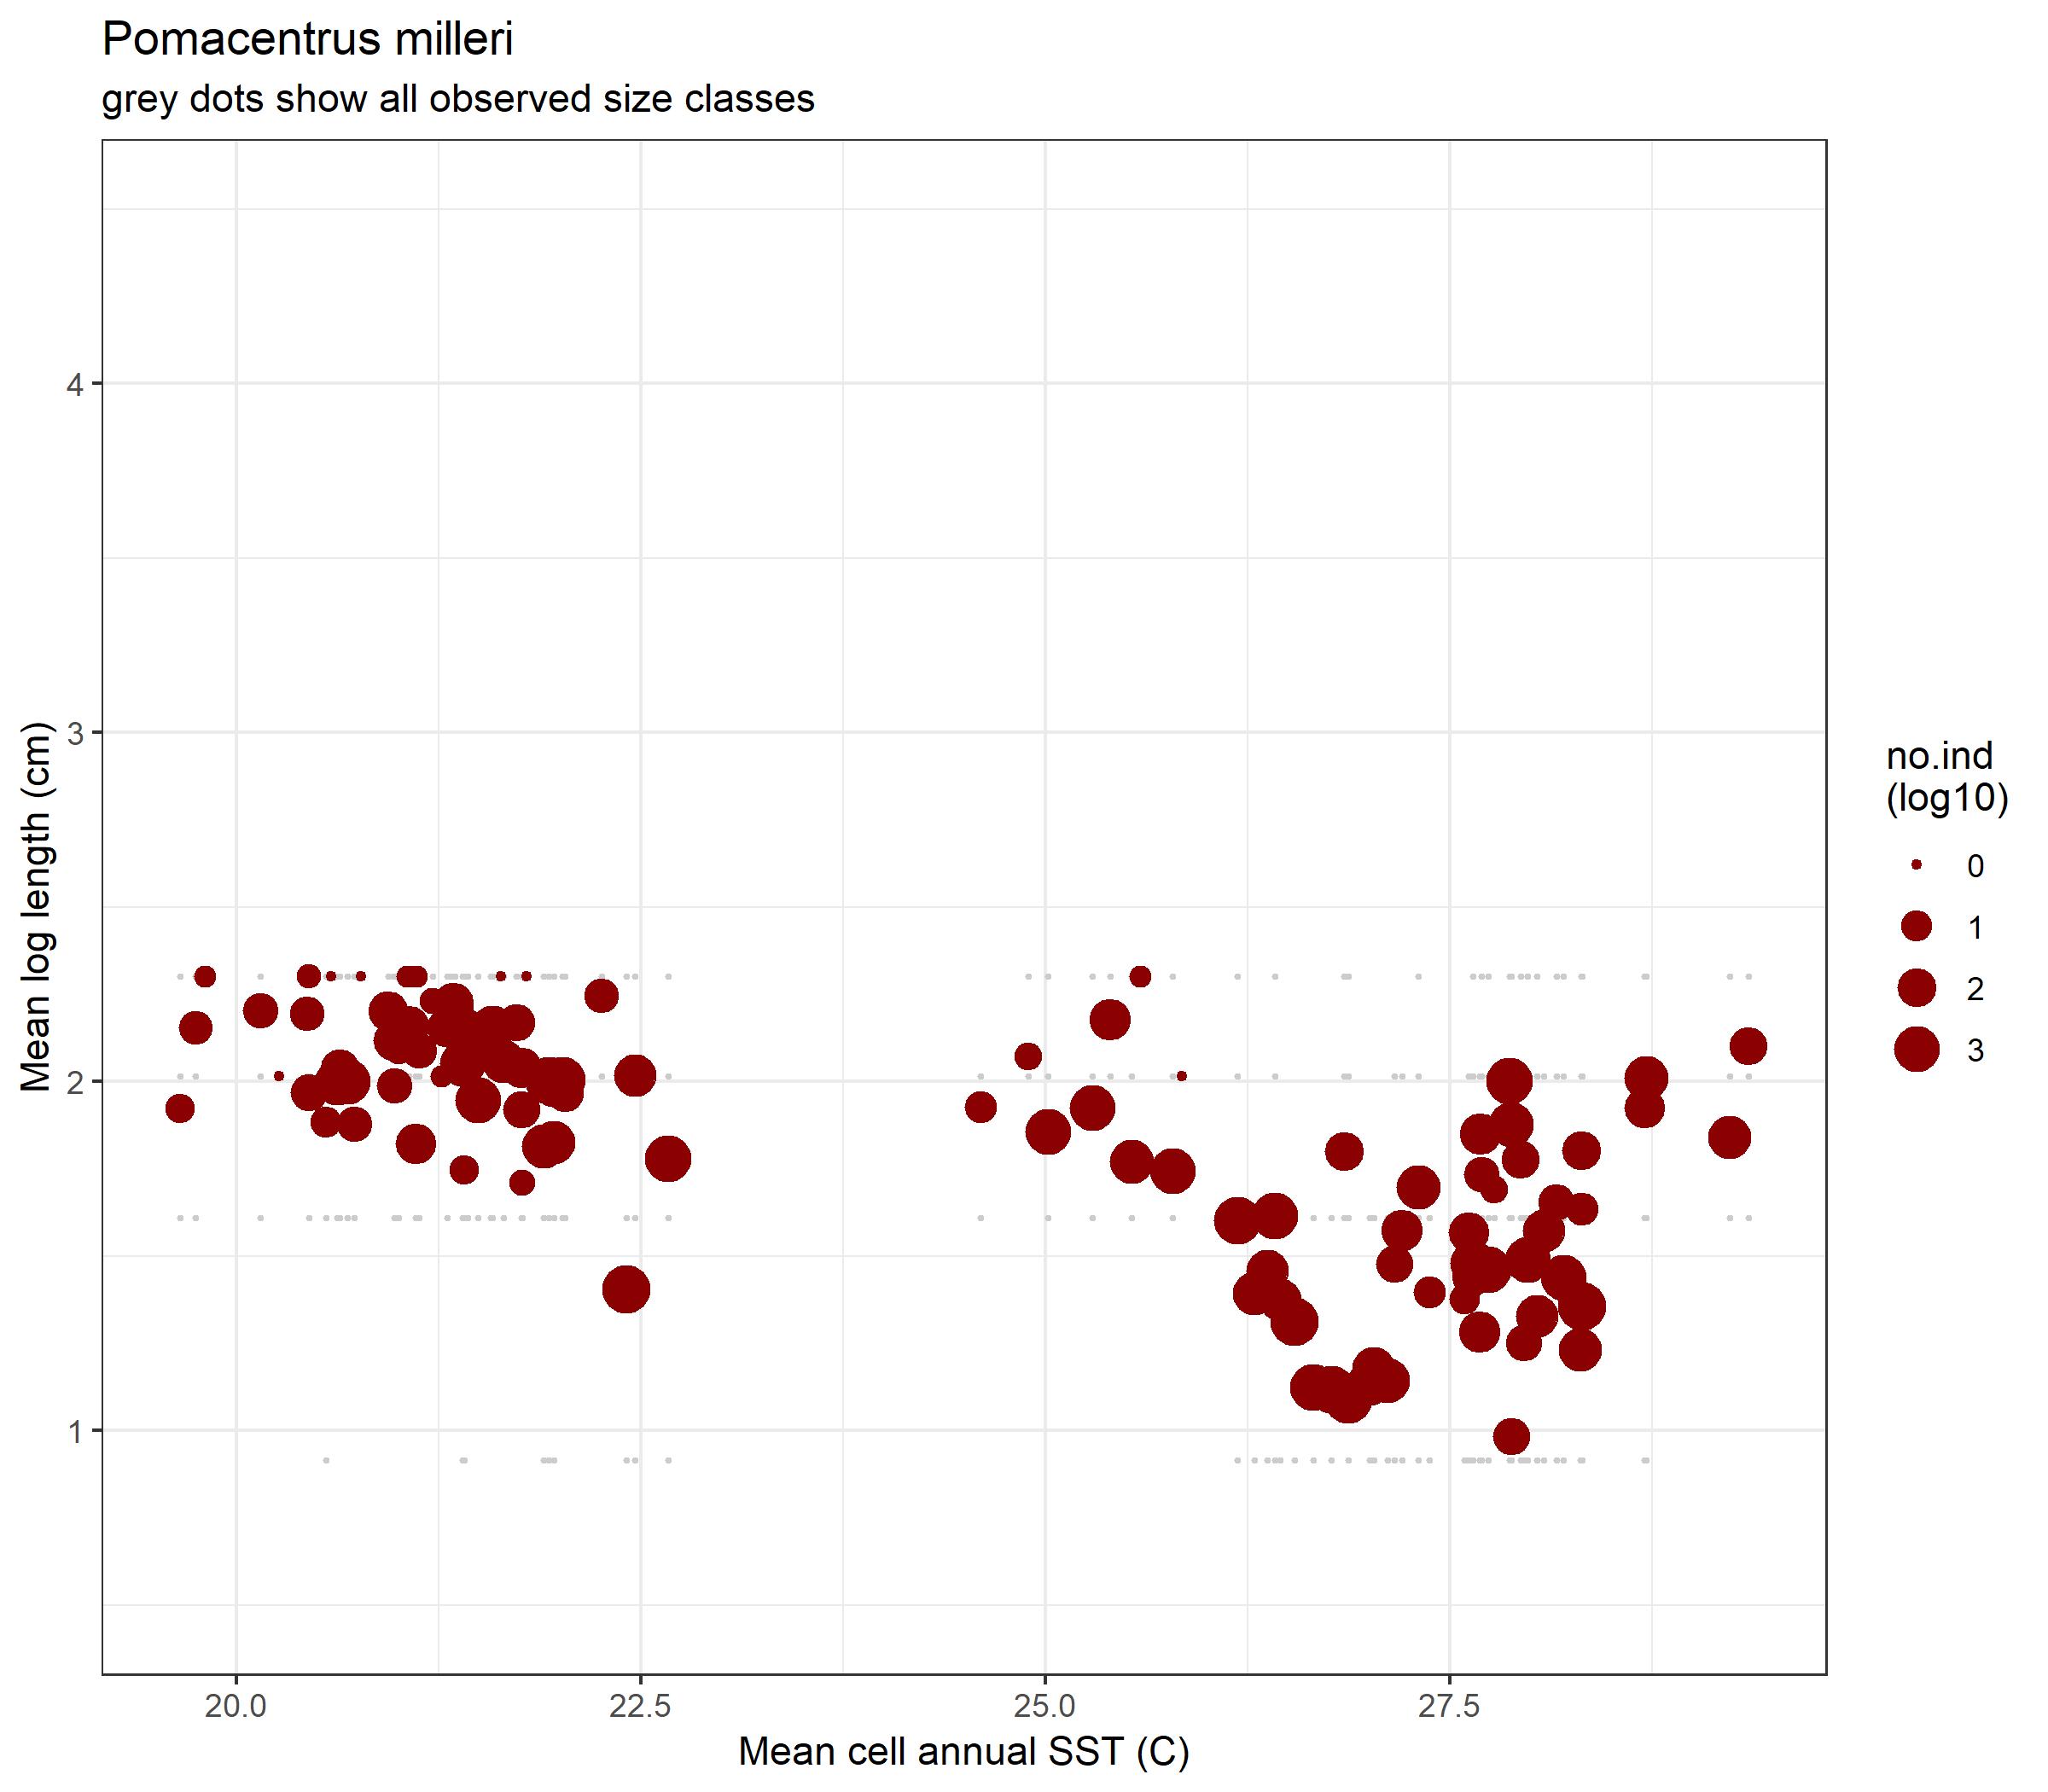 Pomacentrus milleri
grey dots show all observed size classes
Mean log length (cm)
4
3
2
1
20.0
22.5
25.0
27.5
Mean cell annual SST (C)
no.ind
(log10)
0
1
2
3